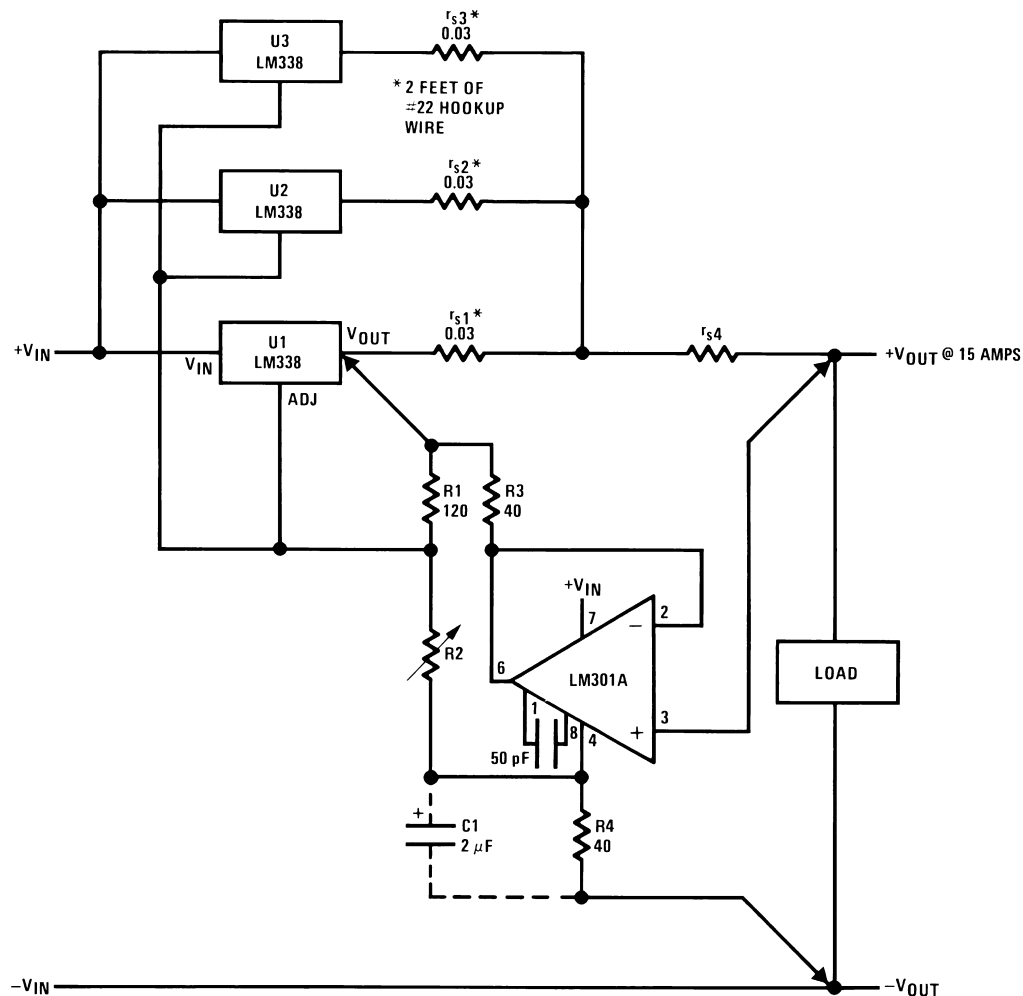 U3
LM338
rs3*
0.03
* 2 FEET OF
#22 HOOKUP
WIRE
U2
LM338
rs2*
0.03
+VIN
VIN
U1
LM338
VOUT
ADJ
rs1*
0.03
rs4
+VOUT @ 15 AMPS
R1
120
R3
40
+VIN
7
2
−
R2
6
LM301A
LOAD
1
8
4
+
3
50 pF
+
C1
2 μF
R4
40
−VIN
−VOUT